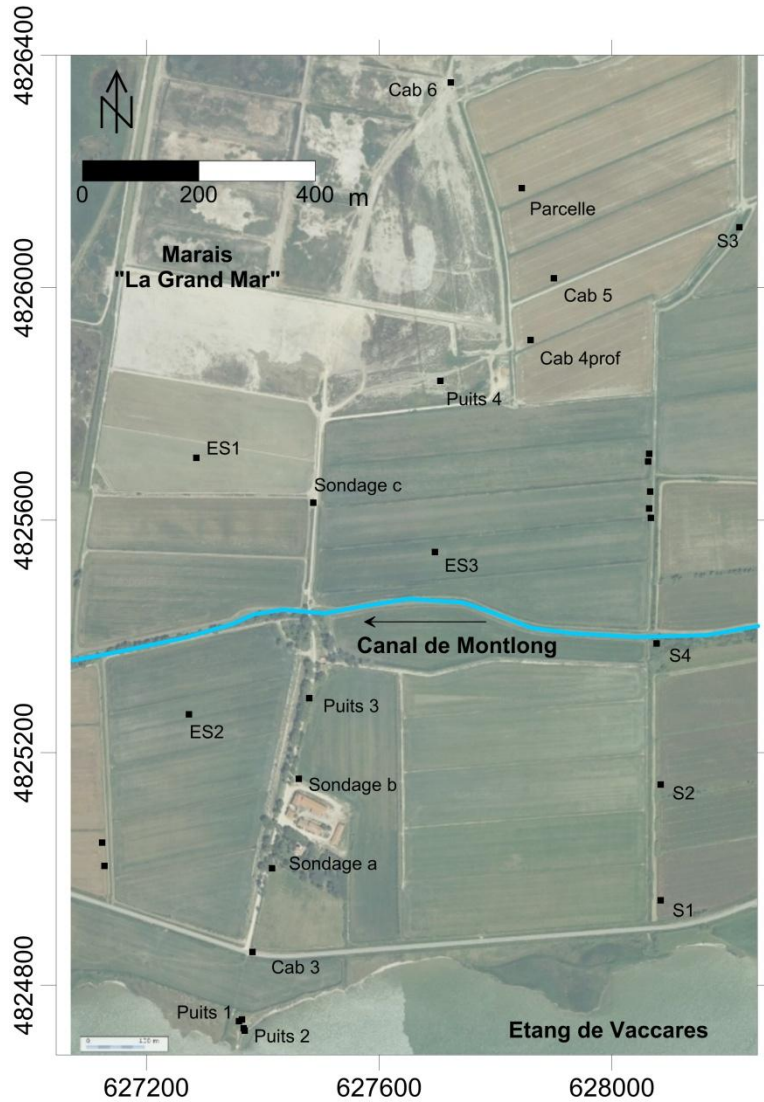 4826400
Cab 6
N
0 200 400 m
Parcelle
S3
Marais
"La Grand Mar"
4826000
Cab 5
Cab 4prof
Puits 4
ES1
Sondage c
4825600
ES3
Canal de Montlong
S4
Puits 3
ES2
4825200
Sondage b
S2
Sondage a
S1
Cab 3
4824800
Puits 1
Puits 2
Etang de Vaccares
0
627200 627600 628000